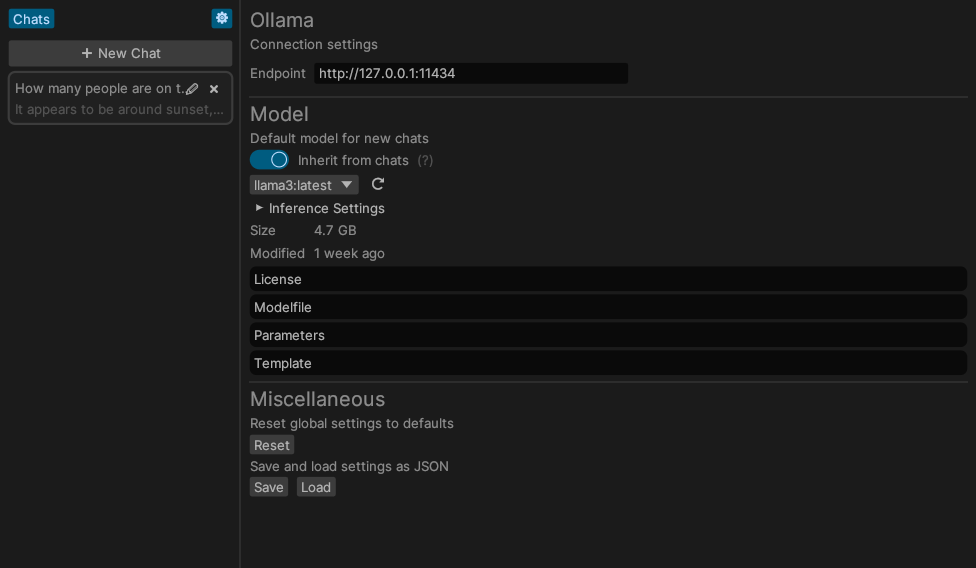 Chats
+ New Chat
How many people are on t..
It appears to be around sunset,...
Ollama
Connection settings
Endpoint http://127.0.0.1:11434
Model
Default model for new chats
Inherit from chats (?)
llama3:latest
Inference Settings
Size 4.7 GB
Modified 1 week ago
License
Modelfile
Parameters
Template
Miscellaneous
Reset global settings to defaults
Reset
Save and load settings as JSON
Save Load